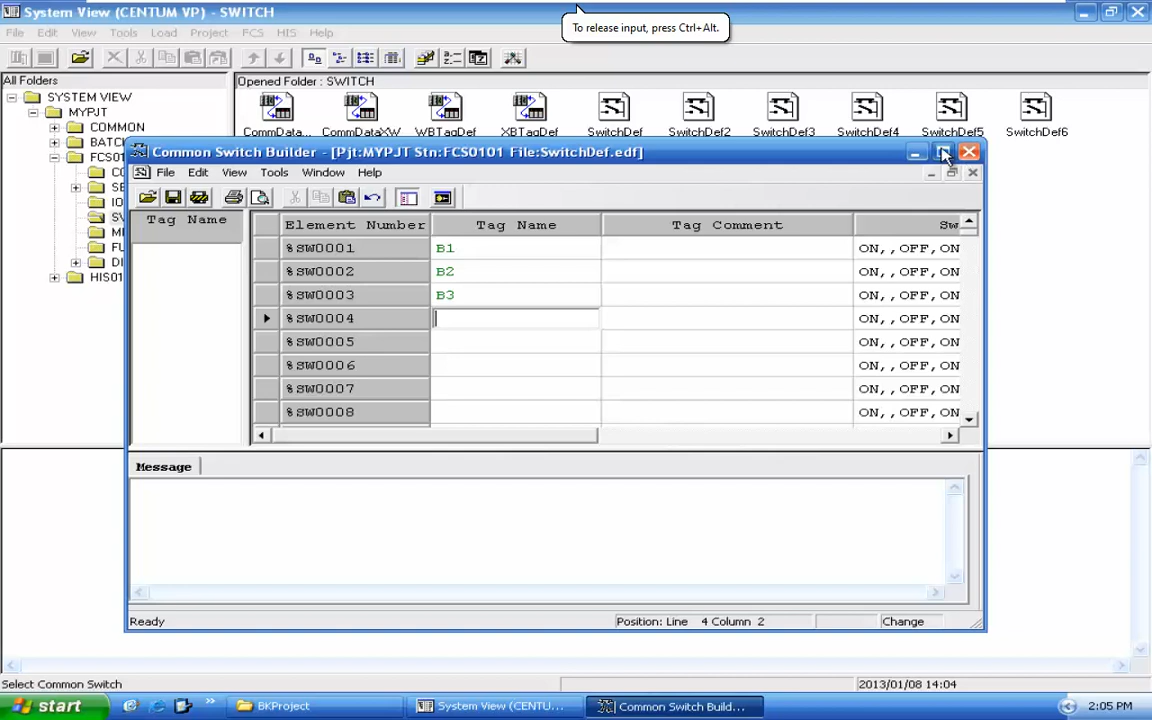 System View (CENTUM VP) - SWITCH
To release input, press Ctrl+Alt.
File Edit View Tools Load Project FCS HIS Help
All Folders
Opened Folder : SWITCH
SYSTEM VIEW
MYPJT
COMMON
BATC
FCS01
HIS01
CommData...
CommDataXW
WBTagDef
XBTagDef
SwitchDef
SwitchDef2
SwitchDef3
SwitchDef4
SwitchDef5
SwitchDef6
Common Switch Builder - [Pjt:MYPJT Stn:FCS0101 File:SwitchDef.edf]
File Edit View Tools Window Help
Tag Name
Element Number Tag Name Tag Comment Sw
%SW0001 B1 ON,,OFF,ON
%SW0002 B2 ON,,OFF,ON
%SW0003 B3 ON,,OFF,ON
%SW0004 ON,,OFF,ON
%SW0005 ON,,OFF,ON
%SW0006 ON,,OFF,ON
%SW0007 ON,,OFF,ON
%SW0008 ON,,OFF,ON
Message
Ready Position: Line 4 Column 2 Change
Select Common Switch 2013/01/08 14:04
start BKProject System View (CENTU... Common Switch Build... 2:05 PM